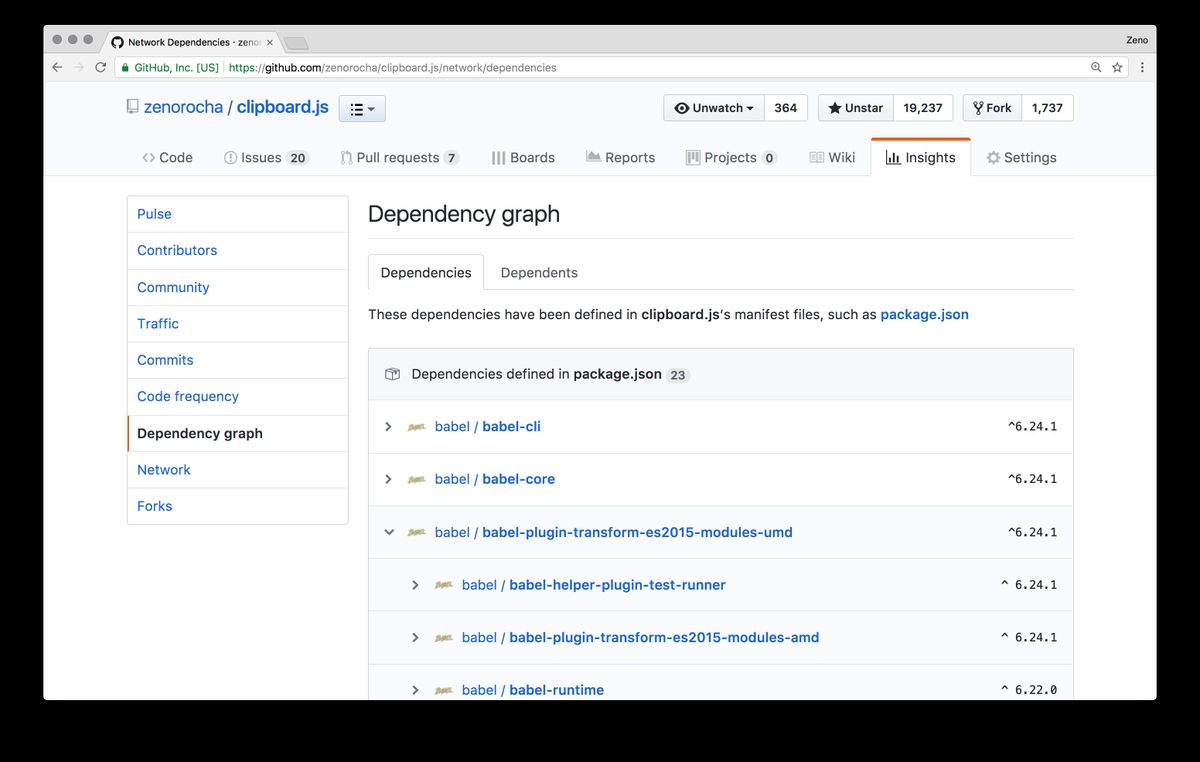 Network Dependencies · zeno
Zeno
GitHub, Inc. [US] https://github.com/zenorocha/clipboard.js/network/dependencies
zenorocha / clipboard.js
Unwatch 364 Unstar 19,237 Fork 1,737
Code Issues 20 Pull requests 7 Boards Reports Projects 0 Wiki Insights Settings
Pulse
Contributors
Community
Traffic
Commits
Code frequency
Dependency graph
Network
Forks
Dependency graph
Dependencies Dependents
These dependencies have been defined in clipboard.js's manifest files, such as package.json
Dependencies defined in package.json 23
babel / babel-cli ^6.24.1
babel / babel-core ^6.24.1
babel / babel-plugin-transform-es2015-modules-umd ^6.24.1
babel / babel-helper-plugin-test-runner ^ 6.24.1
babel / babel-plugin-transform-es2015-modules-amd ^ 6.24.1
babel / babel-runtime ^ 6.22.0